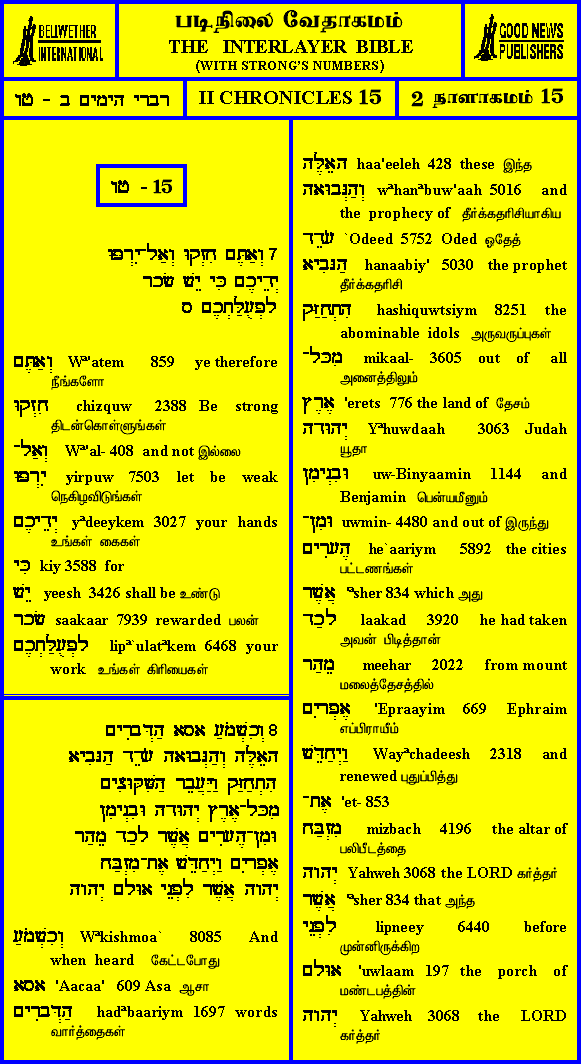 BELLWETHER
INTERNATIONAL
படிநிலை வேதாகமம்
THE INTERLAYER BIBLE
(WITH STRONG'S NUMBERS)
GOOD NEWS
PUBLISHERS
דברי הימים ב - טו
II CHRONICLES 15
2 நாளாகமம் 15
טו - 15
7 וְאַתֶּם חִזְקוּ וְאַל־יִרְפּוּ
יְדֵיכֶם כִּי יֵשׁ שָׂכָר
לִפְעֻלַּתְכֶם ס
וְאַתֶּם Wᵃ'atem 859 ye therefore
நீங்களோ
חִזְקוּ chizquw 2388 Be strong
திடன்கொள்ளுங்கள்
וְאַל־ Wᵃ'al- 408 and not இல்லை
יִרְפּוּ yirpuw 7503 let be weak
நெகிழவிடுங்கள்
יְדֵיכֶם yᵃdeeykem 3027 your hands
உங்கள் கைகள்
כִּי kiy 3588 for
יֵשׁ yeesh 3426 shall be உண்டு
שָׂכָר saakaar 7939 rewarded பலன்
לִפְעֻלַּתְכֶם lipᵃ`ulatᵃkem 6468 your
work உங்கள் கிரியைகள்
8 וְכִשְׁמֹעַ אָסָא הַדְּבָרִים
הָאֵלֶּה וְהַנְּבוּאָה עֹדֵד הַנָּבִיא
הִתְחַזַּק וַיַּעֲבֵר הַשִּׁקּוּצִים
מִכָּל־אֶרֶץ יְהוּדָה וּבִנְיָמִן
וּמִן־הֶעָרִים אֲשֶׁר לָכַד מֵהַר
אֶפְרָיִם וַיְחַדֵּשׁ אֶת־מִזְבַּח
יְהוָה אֲשֶׁר לִפְנֵי אוּלָם יְהוָה
וְכִשְׁמֹעַ Wᵃkishmoa` 8085 And
when heard கேட்டபோது
אָסָא 'Aacaa' 609 Asa ஆசா
הַדְּבָרִים hadᵃbaariym 1697 words
வார்த்தைகள்
הָאֵלֶּה haa'eeleh 428 these இந்த
וְהַנְּבוּאָה wᵃhanᵃbuw'aah 5016 and
the prophecy of தீர்க்கதரிசியாகிய
עֹדֵד `Odeed 5752 Oded ஓதேத்
הַנָּבִיא hanaabiy' 5030 the prophet
தீர்க்கதரிசி
הִתְחַזַּק hashiquwtsiym 8251 the
abominable idols அருவருப்புகள்
מִכָּל־ mikaal- 3605 out of all
அனைத்திலும்
אֶרֶץ 'erets 776 the land of தேசம்
יְהוּדָה Yᵃhuwdaah 3063 Judah
யூதா
וּבִנְיָמִן uw-Binyaamin 1144 and
Benjamin பென்யமீனும்
וּמִן־ uwmin- 4480 and out of இருந்து
הֶעָרִים he`aariym 5892 the cities
பட்டணங்கள்
אֲשֶׁר ᵃsher 834 which அது
לָכַד laakad 3920 he had taken
அவன் பிடித்தான்
מֵהַר meehar 2022 from mount
மலைத்தேசத்தில்
אֶפְרָיִם 'Epraayim 669 Ephraim
எப்பிராயீம்
וַיְחַדֵּשׁ Wayᵃchadeesh 2318 and
renewed புதுப்பித்து
אֶת־ 'et- 853
מִזְבַּח mizbach 4196 the altar of
பலிபீடத்தை
יְהוָה Yahweh 3068 the LORD கர்த்தர்
אֲשֶׁר ᵃsher 834 that அந்த
לִפְנֵי lipneey 6440 before
முன்னிருக்கிற
אוּלָם 'uwlaam 197 the porch of
மண்டபத்தின்
יְהוָה Yahweh 3068 the LORD
கர்த்தர்